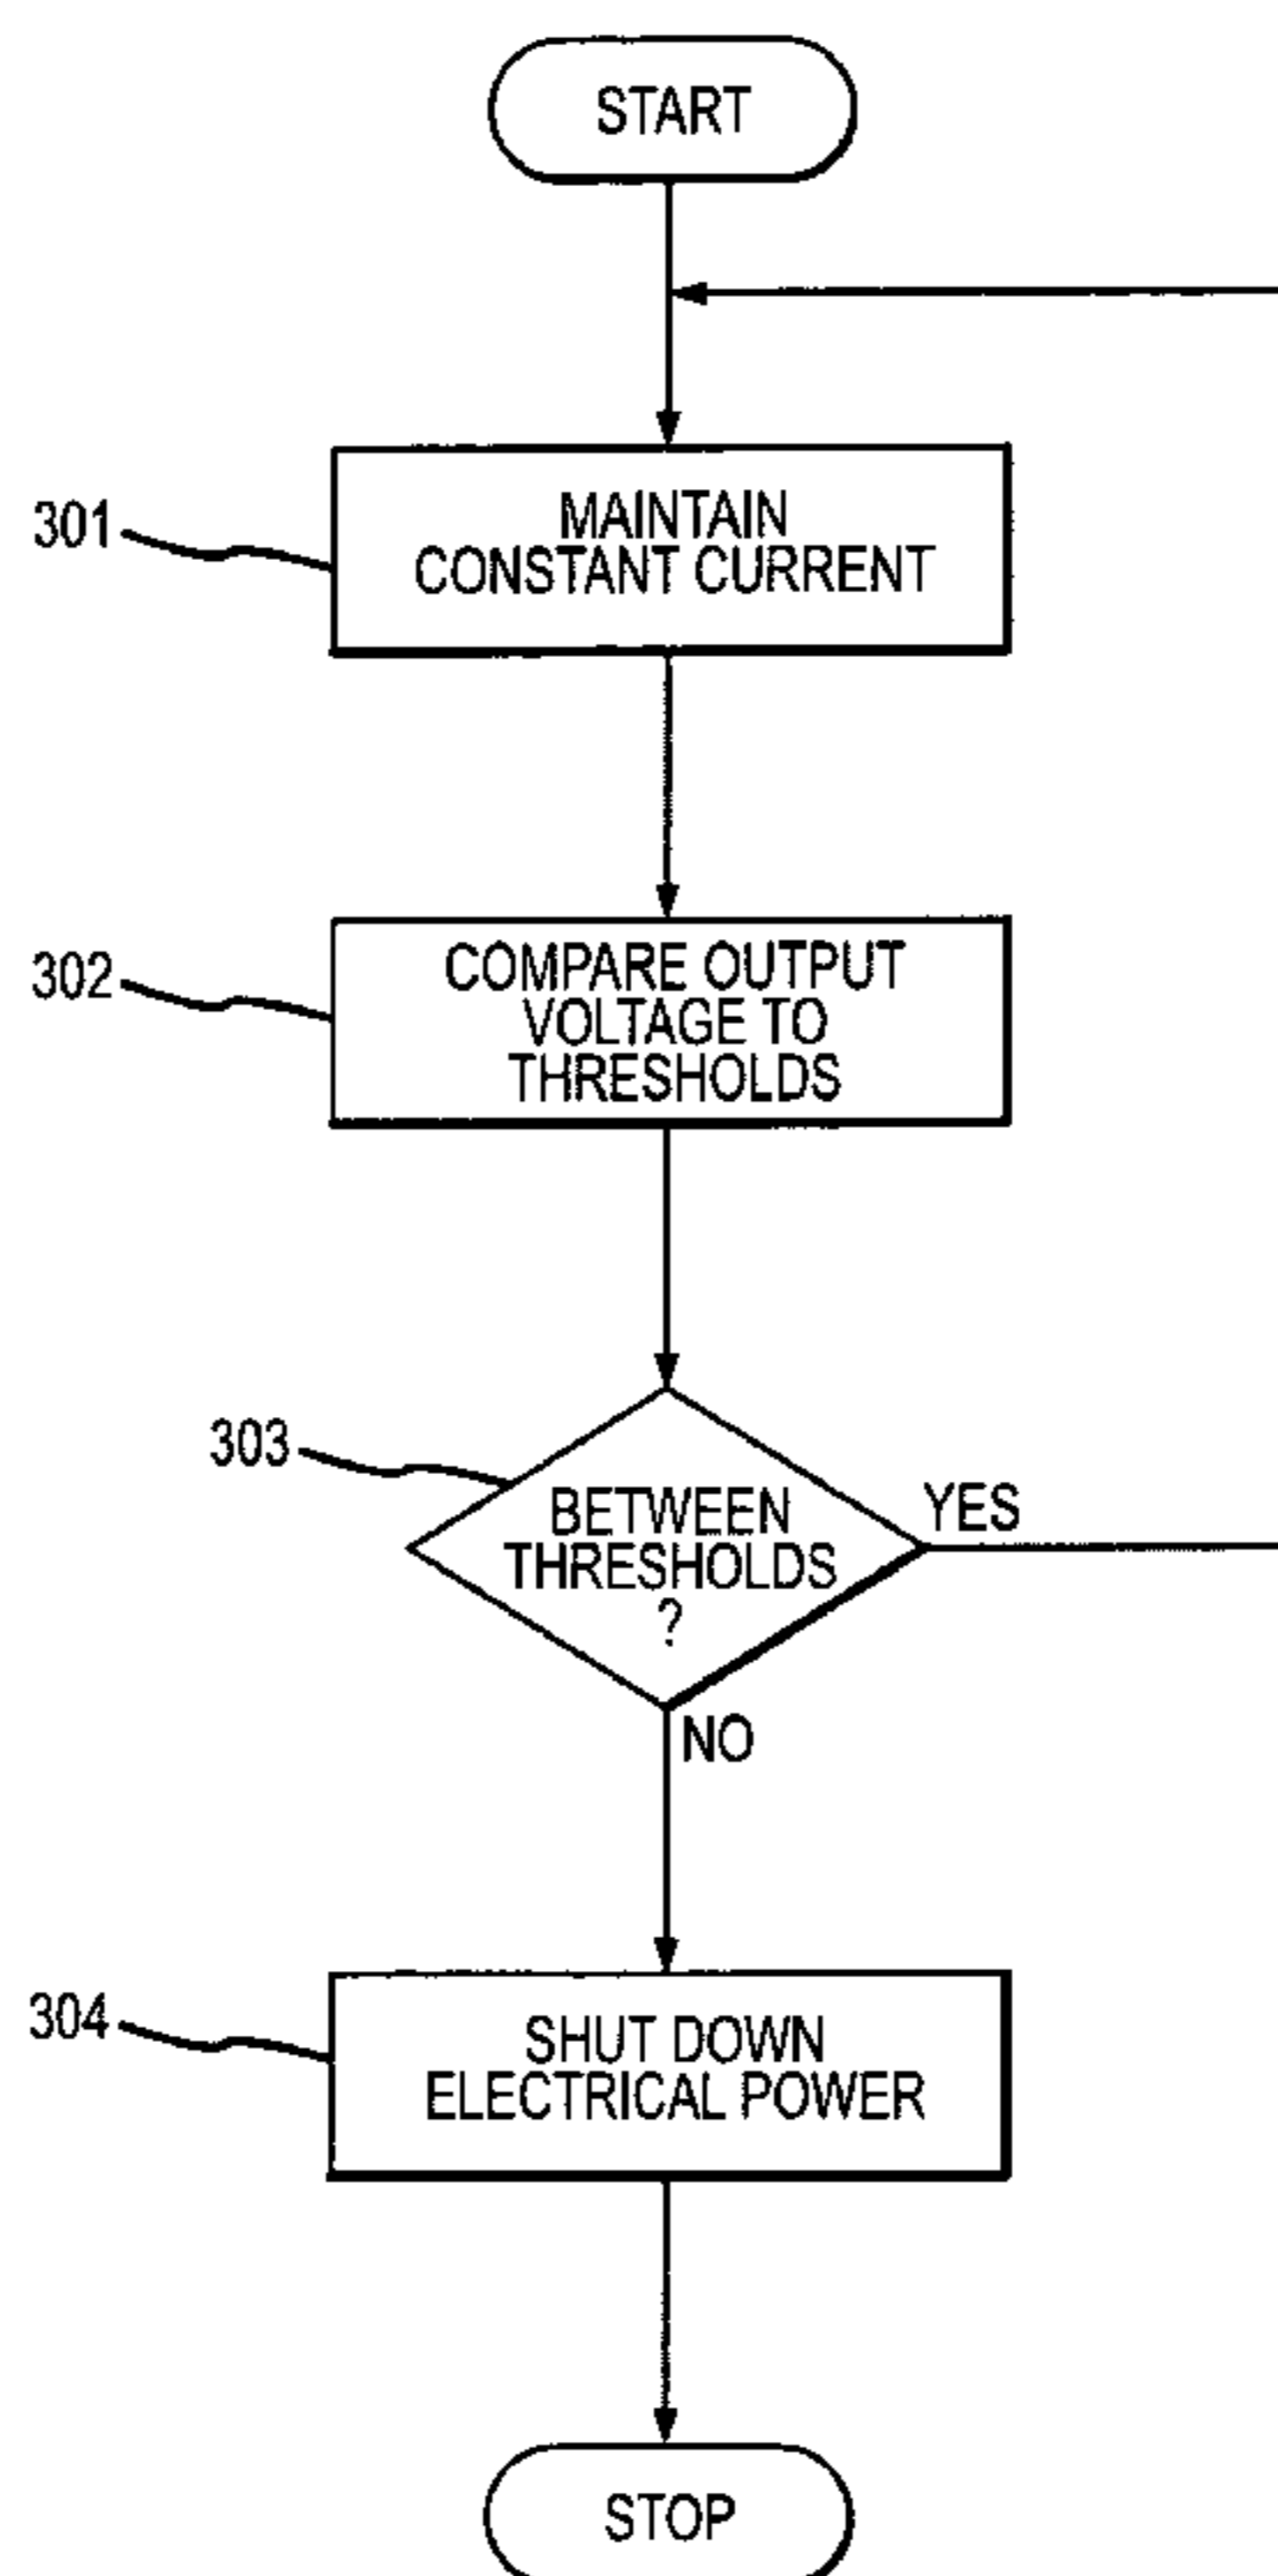 START
301
MAINTAIN
CONSTANT CURRENT
302
COMPARE OUTPUT
VOLTAGE TO
THRESHOLDS
303
BETWEEN
THRESHOLDS
?
YES
NO
304
SHUT DOWN
ELECTRICAL POWER
STOP